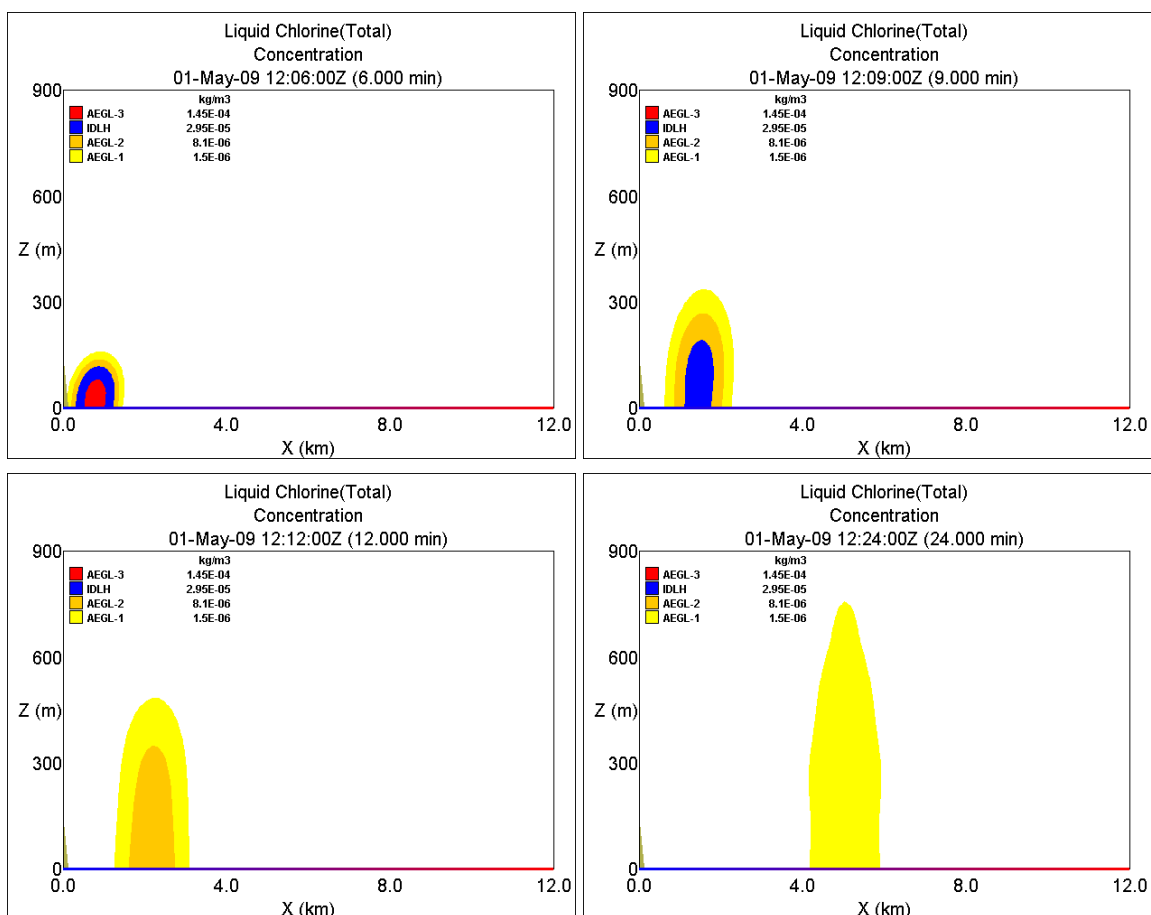 Liquid Chlorine(Total)
Concentration
01-May-09 12:06:00Z (6.000 min)
900
kg/m3
AEGL-3 1.45E-04
IDLH 2.95E-05
AEGL-2 8.1E-06
AEGL-1 1.5E-06
600
Z (m)
300
0
0.0 4.0 8.0 12.0
X (km)
Liquid Chlorine(Total)
Concentration
01-May-09 12:09:00Z (9.000 min)
900
kg/m3
AEGL-3 1.45E-04
IDLH 2.95E-05
AEGL-2 8.1E-06
AEGL-1 1.5E-06
600
Z (m)
300
0
0.0 4.0 8.0 12.0
X (km)
Liquid Chlorine(Total)
Concentration
01-May-09 12:12:00Z (12.000 min)
900
kg/m3
AEGL-3 1.45E-04
IDLH 2.95E-05
AEGL-2 8.1E-06
AEGL-1 1.5E-06
600
Z (m)
300
0
0.0 4.0 8.0 12.0
X (km)
Liquid Chlorine(Total)
Concentration
01-May-09 12:24:00Z (24.000 min)
900
kg/m3
AEGL-3 1.45E-04
IDLH 2.95E-05
AEGL-2 8.1E-06
AEGL-1 1.5E-06
600
Z (m)
300
0
0.0 4.0 8.0 12.0
X (km)